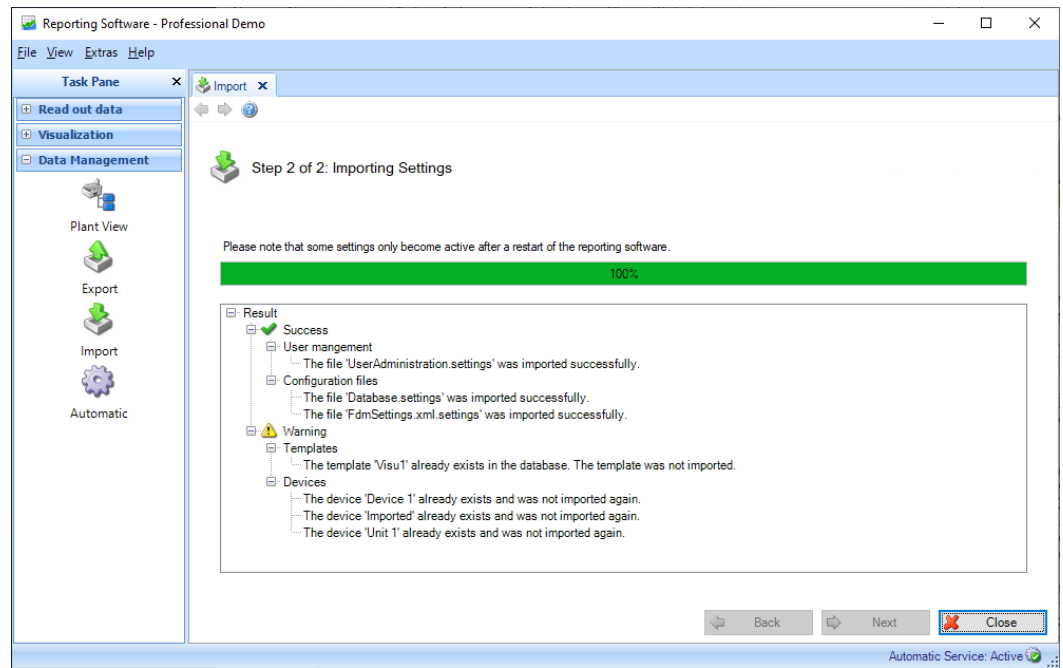 Reporting Software - Professional Demo
File View Extras Help
Task Pane
Import
Read out data
Visualization
Data Management
Plant View
Export
Import
Automatic
Step 2 of 2: Importing Settings
Please note that some settings only become active after a restart of the reporting software.
100%
Result
Success
User mangement
The file 'UserAdministration.settings' was imported successfully.
Configuration files
The file 'Database.settings' was imported successfully.
The file 'FdmSettings.xml.settings' was imported successfully.
Warning
Templates
The template 'Visu1' already exists in the database. The template was not imported.
Devices
The device 'Device 1' already exists and was not imported again.
The device 'Imported' already exists and was not imported again.
The device 'Unit 1' already exists and was not imported again.
Back Next Close
Automatic Service: Active